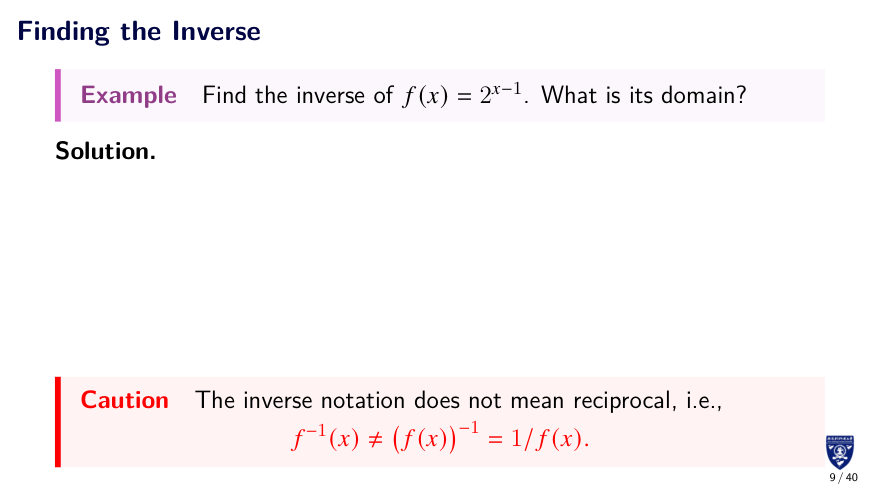 Finding the Inverse
Example Find the inverse of f(x) = 2^{x−1}. What is its domain?
Solution.
Caution The inverse notation does not mean reciprocal, i.e.,
f^{−1}(x) ≠ (f(x))^{−1} = 1/f(x).
9 / 40